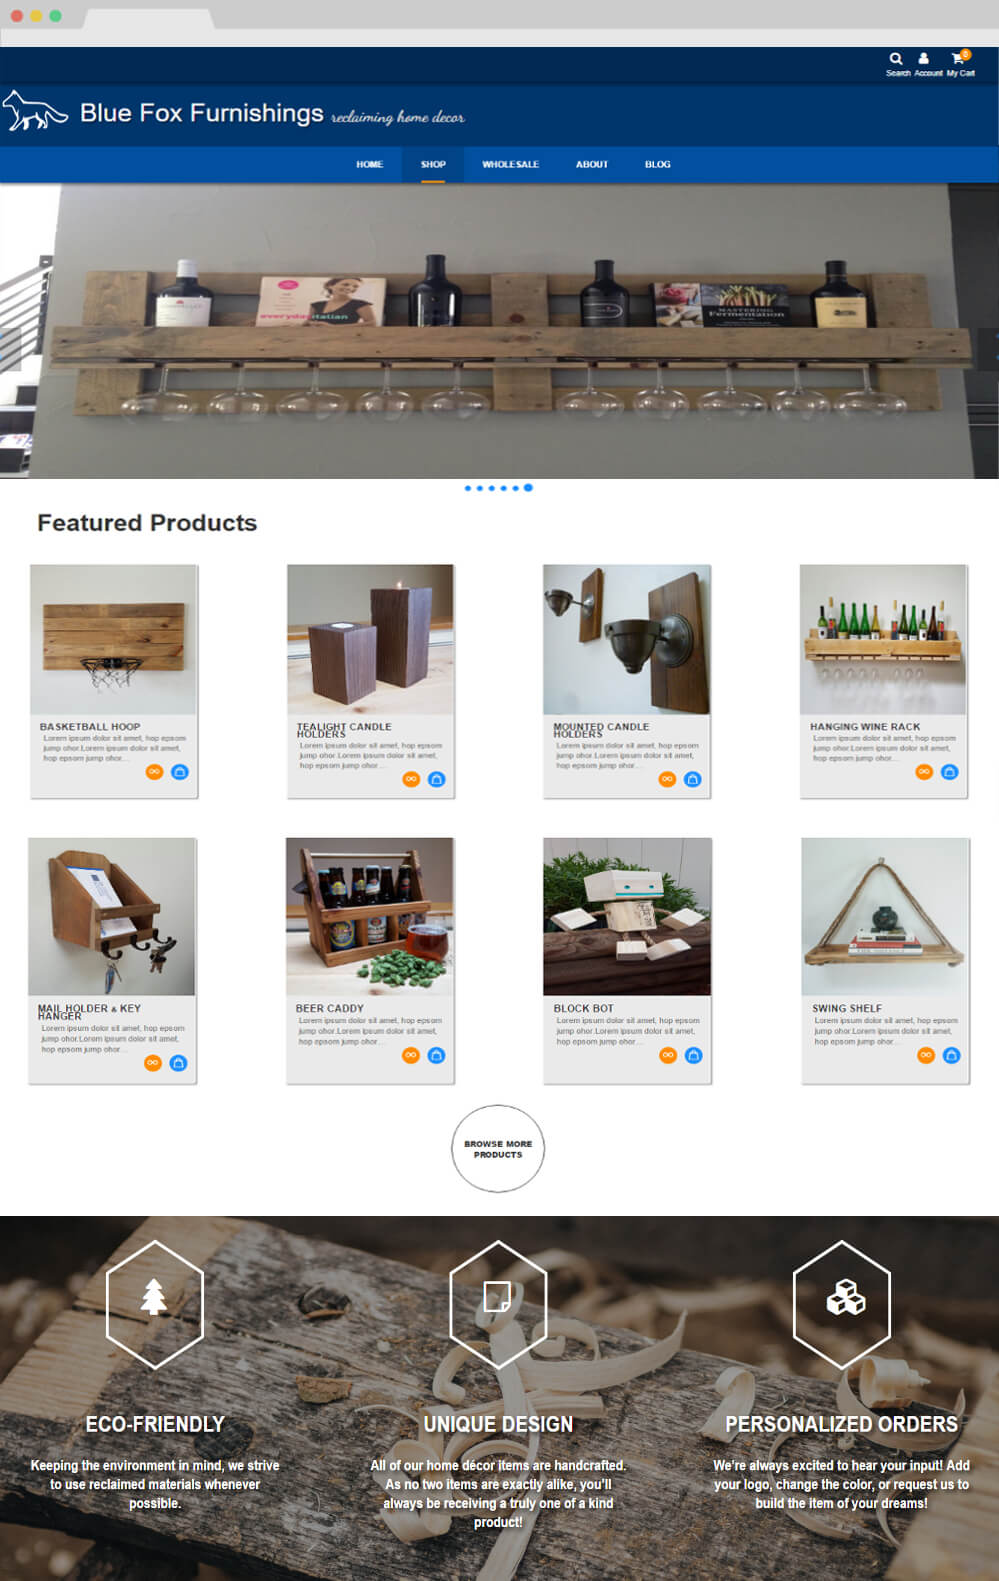 0
Search Account My Cart
Blue Fox Furnishings reclaiming home decor
HOME SHOP WHOLESALE ABOUT BLOG
everyday italian
MASTERING
Fermentation
Featured Products
BASKETBALL HOOP
Lorem ipsum dolor sit amet, hop epsom
jump ohor.Lorem ipsum dolor sit amet,
hop epsom jump ohor....
TEALIGHT CANDLE
HOLDERS
Lorem ipsum dolor sit amet, hop epsom
jump ohor.Lorem ipsum dolor sit amet,
hop epsom jump ohor....
MOUNTED CANDLE
HOLDERS
Lorem ipsum dolor sit amet, hop epsom
jump ohor.Lorem ipsum dolor sit amet,
hop epsom jump ohor....
HANGING WINE RACK
Lorem ipsum dolor sit amet, hop epsom
jump ohor.Lorem ipsum dolor sit amet,
hop epsom jump ohor....
MAIL HOLDER & KEY
HANGER
Lorem ipsum dolor sit amet, hop epsom
jump ohor.Lorem ipsum dolor sit amet,
hop epsom jump ohor....
BEER CADDY
Lorem ipsum dolor sit amet, hop epsom
jump ohor.Lorem ipsum dolor sit amet,
hop epsom jump ohor....
BLOCK BOT
Lorem ipsum dolor sit amet, hop epsom
jump ohor.Lorem ipsum dolor sit amet,
hop epsom jump ohor....
SWING SHELF
Lorem ipsum dolor sit amet, hop epsom
jump ohor.Lorem ipsum dolor sit amet,
hop epsom jump ohor....
BROWSE MORE
PRODUCTS
ECO-FRIENDLY
Keeping the environment in mind, we strive
to use reclaimed materials whenever
possible.
UNIQUE DESIGN
All of our home décor items are handcrafted.
As no two items are exactly alike, you'll
always be receiving a truly one of a kind
product!
PERSONALIZED ORDERS
We're always excited to hear your input! Add
your logo, change the color, or request us to
build the item of your dreams!